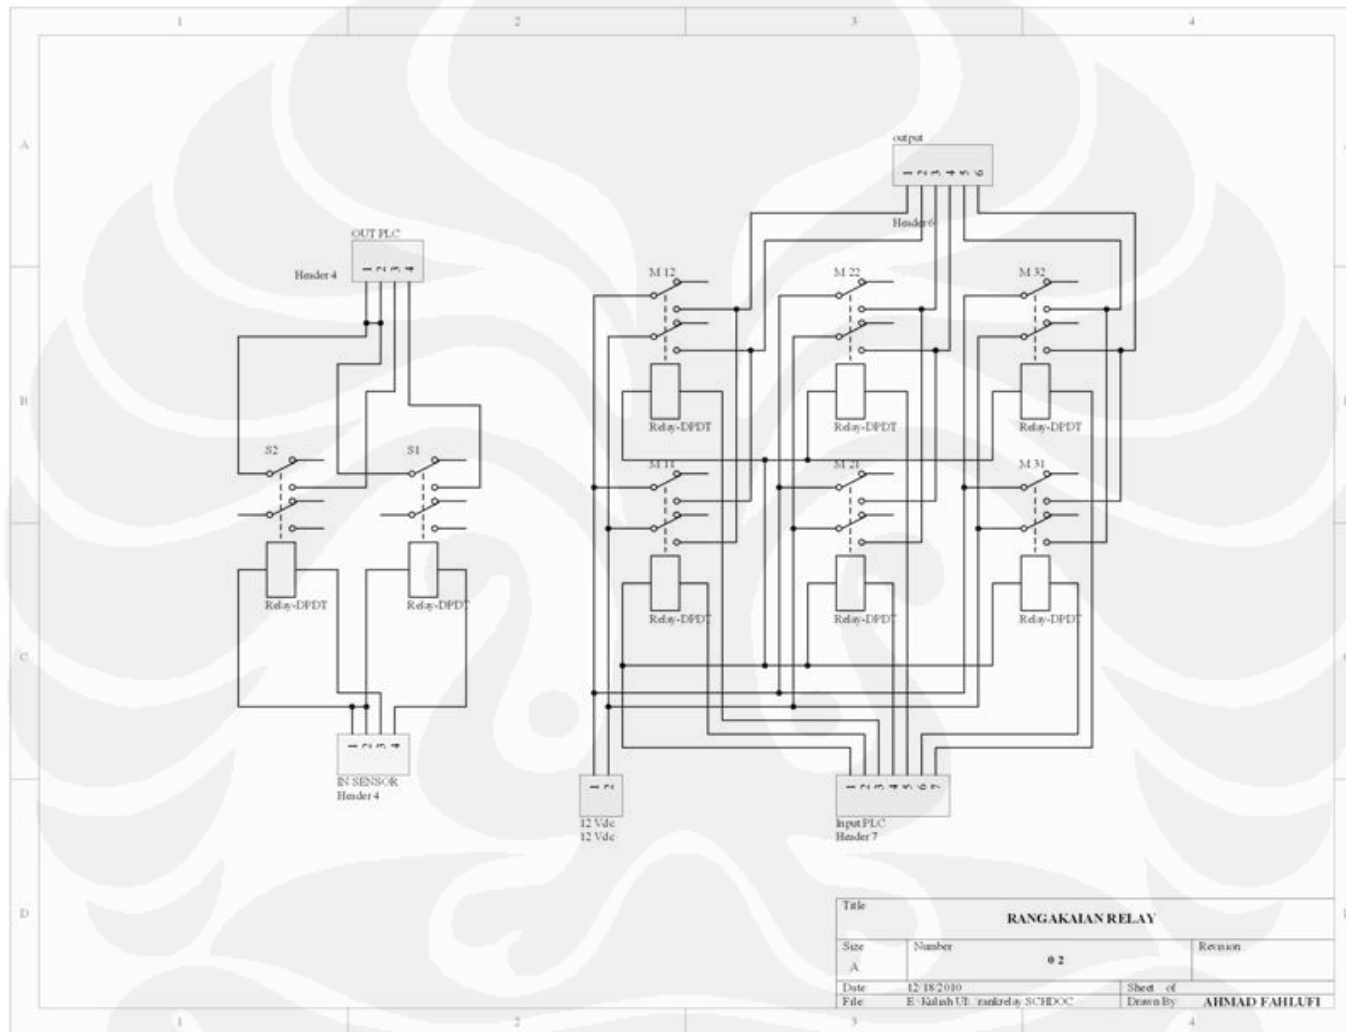 1 2 3 4
A
output
1 2 3 4 5 6
Header 6
OUT PLC
1 2 3 4
Header 4
M 12
M 22
M 32
B
B
Relay-DPDT
Relay-DPDT
Relay-DPDT
S2
S1
M 11
M 21
M 31
Relay-DPDT
Relay-DPDT
Relay-DPDT
Relay-DPDT
Relay-DPDT
C
1 2 3 4
IN SENSOR
Header 4
1 2
12 Vdc
12 Vdc
1 2 3 4 5 6 7
Input PLC
Header 7
D
Title
RANGAKAIAN RELAY
Size
Number
Revision
A
0 2
Date
12/18/2010
Sheet of
File
E:\Kuliah UI\
rankrelay.SCHDOC
Drawn By
AHMAD FAHLUFI
1 2 3 4